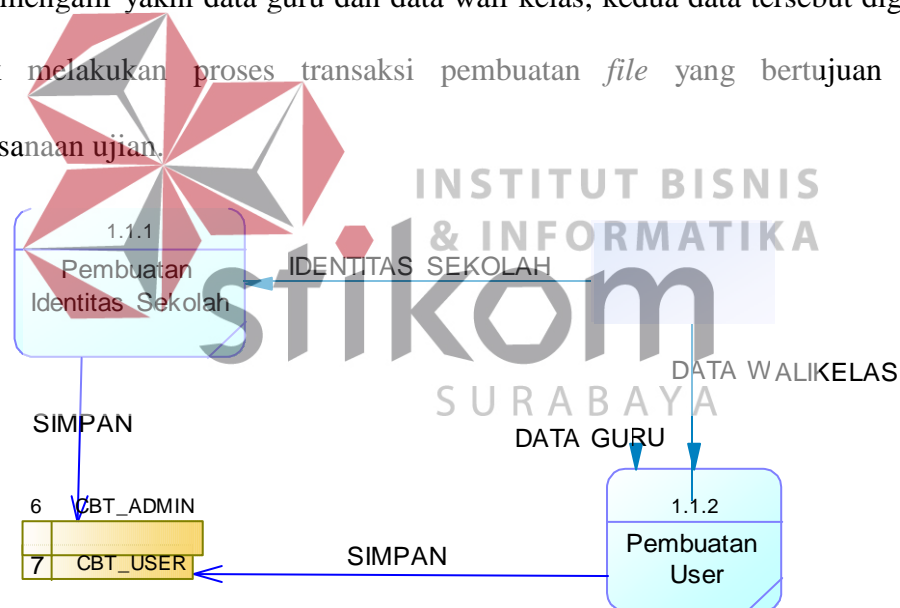 mengalir yakni data guru dan data wali kelas, kedua data tersebut
melakukan proses transaksi pembuatan file yang bertujuan
sanaan ujian.
INSTITUT BISNIS
& INFORMATIKA
stikom
SURABAYA
1.1.1
Pembuatan
Identitas Sekolah
IDENTITAS SEKOLAH
DATA WALIKELAS
SIMPAN
DATA GURU
6 CBT_ADMIN
7 CBT_USER
SIMPAN
1.1.2
Pembuatan
User